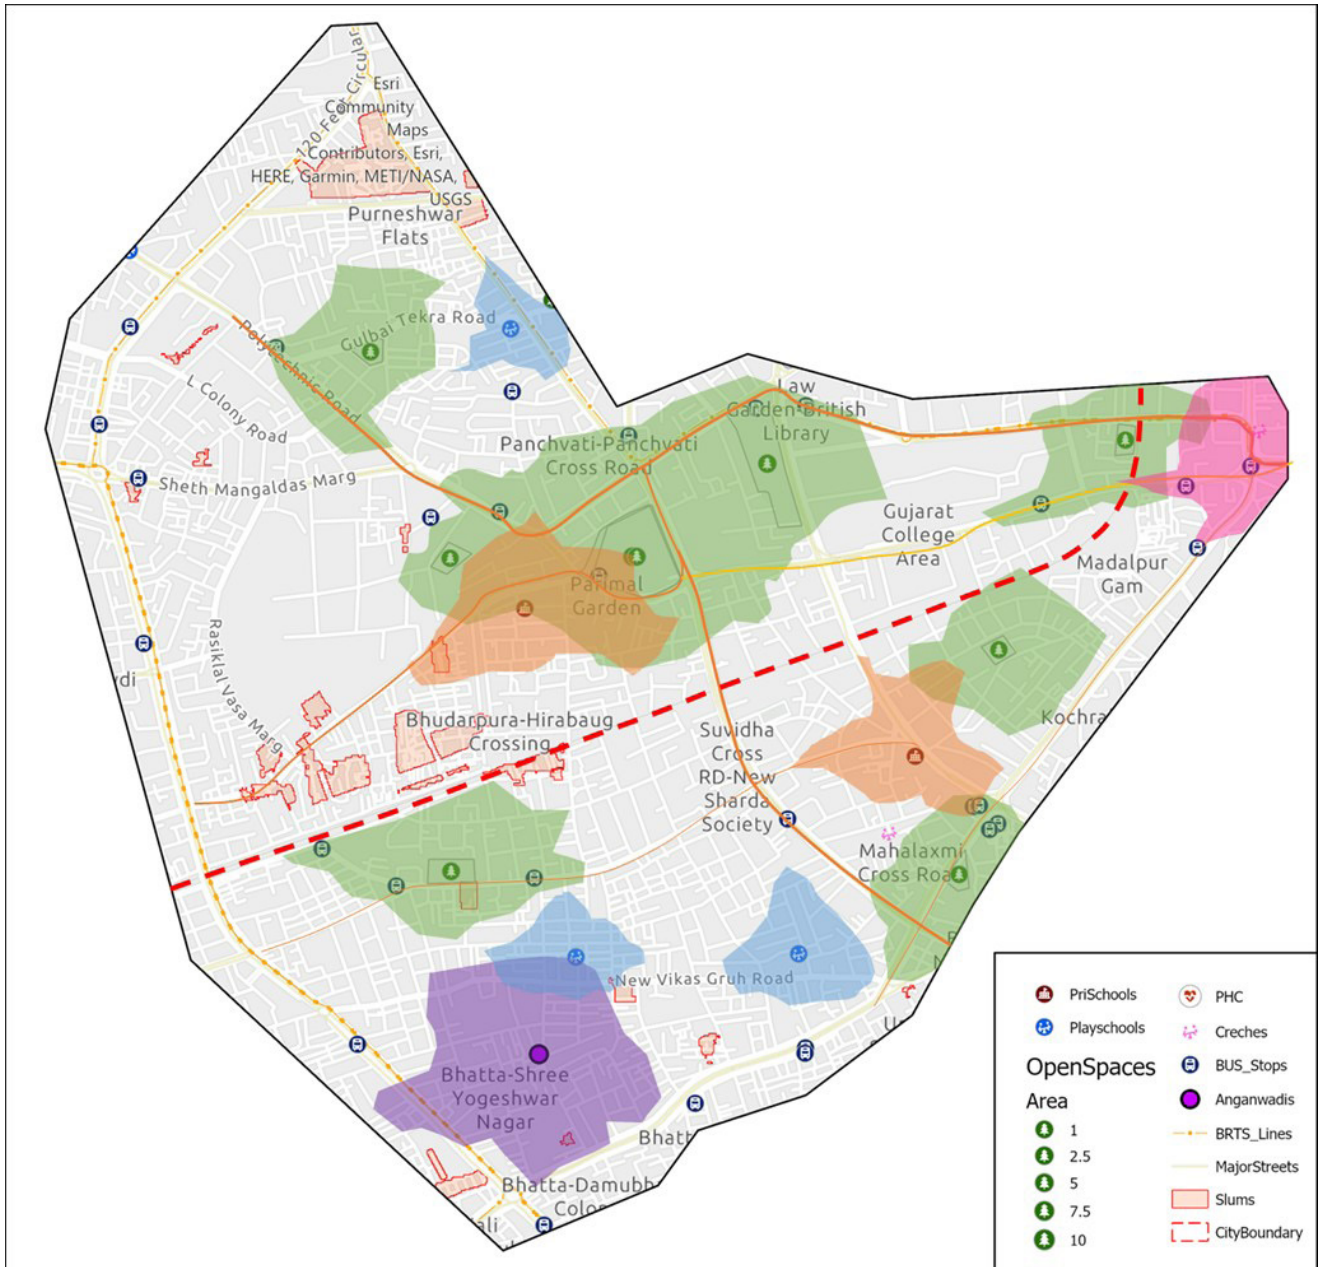 120-Feet-Circular
Esri
Community
Maps
Contributors, Esri,
HERE, Garmin, METI/NASA,
USGS
Purneshwar
Flats
Gulbai Tekra Road
Polytechnic Road
L Colony Road
Law
Garden-British
Library
Panchvati-Panchvati
Cross Road
Sheth Mangaldas Marg
Gujarat
College
Area
Madalpur
Gam
Parimal
Garden
Rasiklal Vasa Marg
di
Kochra
Bhudarpura-Hirabaug
Crossing
Suvidha
Cross
RD-New
Sharda
Society
Mahalaxmi
Cross Road
New Vikas Gruh Road
Bhatta-Shree
Yogeshwar
Nagar
Bhatt
Bhatta-Damubh
Colon
ali
PriSchools
Playschools
OpenSpaces
Area
1
2.5
5
7.5
10
PHC
Creches
BUS_Stops
Anganwadis
BRTS_Lines
MajorStreets
Slums
CityBoundary